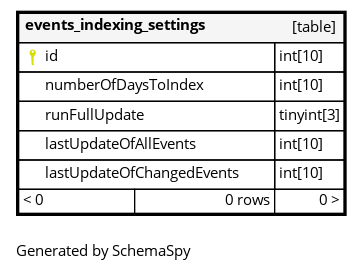 events_indexing_settings [table]
id int[10]
numberOfDaysToIndex int[10]
runFullUpdate tinyint[3]
lastUpdateOfAllEvents int[10]
lastUpdateOfChangedEvents int[10]
< 0 0 rows 0 >
Generated by SchemaSpy